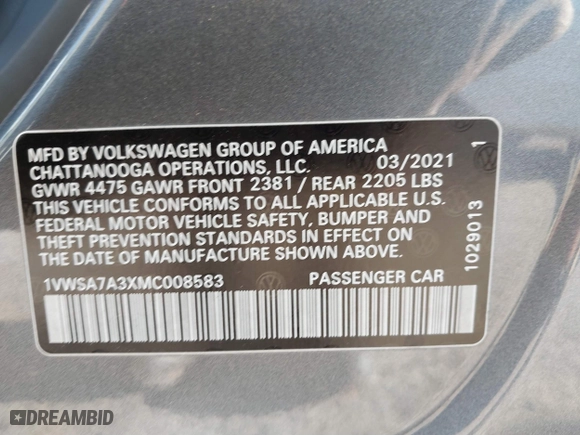 MFD BY VOLKSWAGEN GROUP OF AMERICA
CHATTANOOGA OPERATIONS, LLC. 03/2021
GVWR 4475 GAWR FRONT 2381 / REAR 2205 LBS
THIS VEHICLE CONFORMS TO ALL APPLICABLE U.S.
FEDERAL MOTOR VEHICLE SAFETY, BUMPER AND
THEFT PREVENTION STANDARDS IN EFFECT ON
THE DATE OF MANUFACTURE SHOWN ABOVE.
1VWSA7A3XMC008583 PASSENGER CAR
1029013 1
DREAMBID